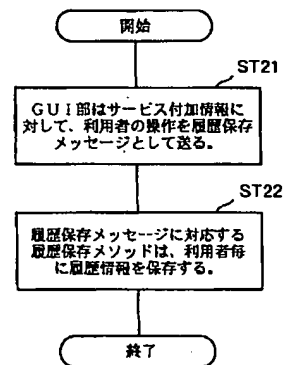 開始
ST21
GUI部はサービス付加情報に
対して、利用者の操作を履歴保存
メッセージとして送る。
ST22
履歴保存メッセージに対応する
履歴保存メソッドは、利用者毎
に履歴情報を保存する。
終了